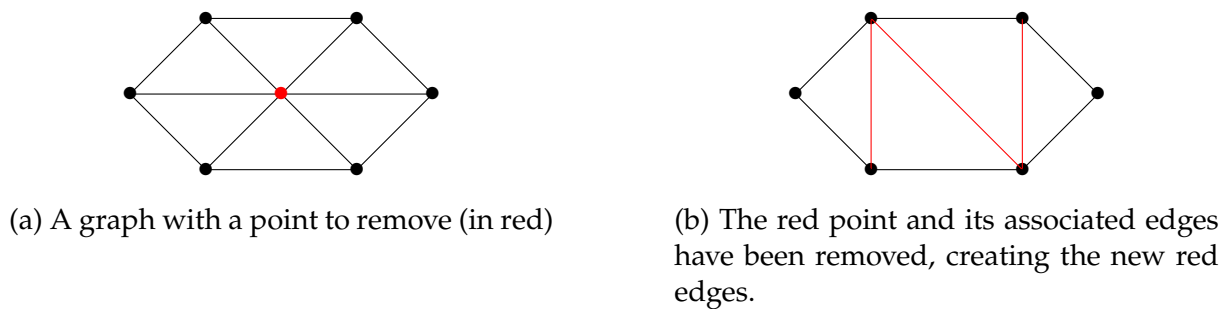 (a) A graph with a point to remove (in red)
(b) The red point and its associated edges
have been removed, creating the new red
edges.